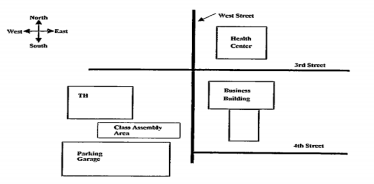 North
West East
South
West Street
Health
Center
3rd Street
TH
Business
Building
Class Assembly
Area
Parking
Garage
4th Street